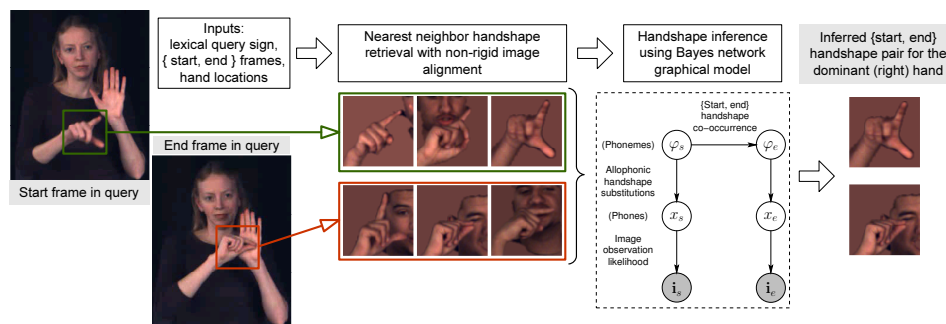 Inputs:
lexical query sign,
{ start, end } frames,
hand locations
Nearest neighbor handshape
retrieval with non-rigid image
alignment
Handshape inference
using Bayes network
graphical model
Inferred {start, end}
handshape pair for the
dominant (right) hand
Start frame in query
End frame in query
{Start, end}
handshape
co-occurrence
(Phonemes)
φs
φe
Allophonic
handshape
substitutions
(Phones)
xs
xe
Image
observation
likelihood
is
ie